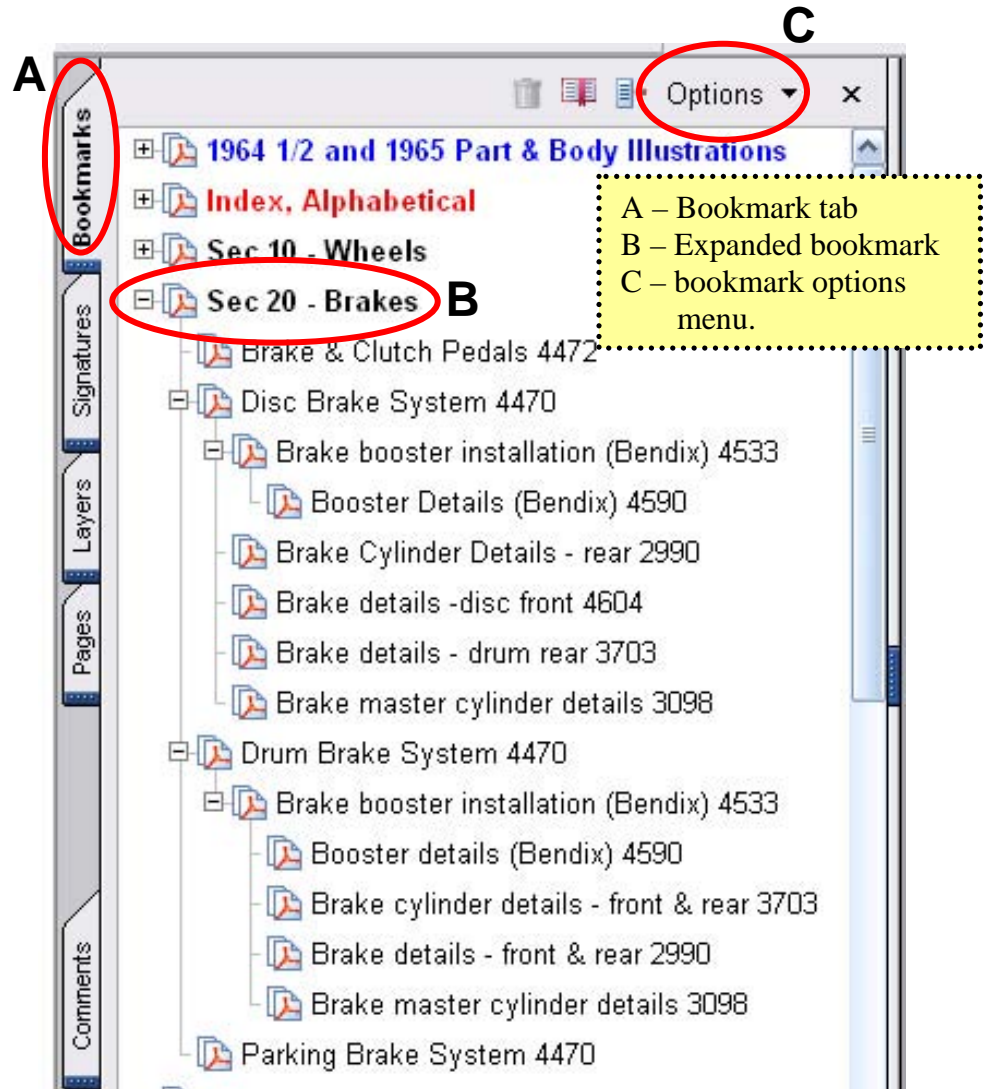 C
A
Options
Bookmarks
1964 1/2 and 1965 Part & Body Illustrations
Index, Alphabetical
Sec 10 - Wheels
Sec 20 - Brakes
B
A – Bookmark tab
B – Expanded bookmark
C – bookmark options
menu.
Brake & Clutch Pedals 4472
Signatures
Disc Brake System 4470
Brake booster installation (Bendix) 4533
Booster Details (Bendix) 4590
Layers
Brake Cylinder Details - rear 2990
Brake details -disc front 4604
Pages
Brake details - drum rear 3703
Brake master cylinder details 3098
Drum Brake System 4470
Brake booster installation (Bendix) 4533
Booster details (Bendix) 4590
Brake cylinder details - front & rear 3703
Brake details - front & rear 2990
Comments
Brake master cylinder details 3098
Parking Brake System 4470